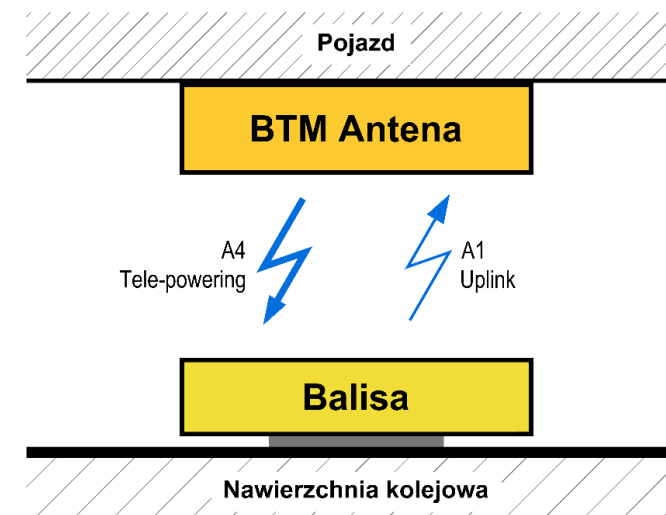 Pojazd
BTM Antena
A4
Tele-powering
A1
Uplink
Balisa
Nawierzchnia kolejowa